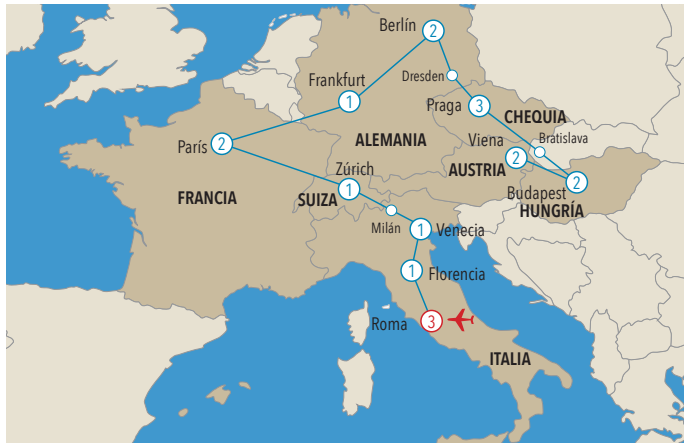 Berlín
2
Dresden
Frankfurt
1
Praga
3
CHEQUIA
París
2
ALEMANIA
Viena
2
Bratislava
AUSTRIA
Zúrich
1
FRANCIA
SUIZA
Budapest
2
HUNGRÍA
Milán
1
Venecia
1
Florencia
Roma
3
ITALIA